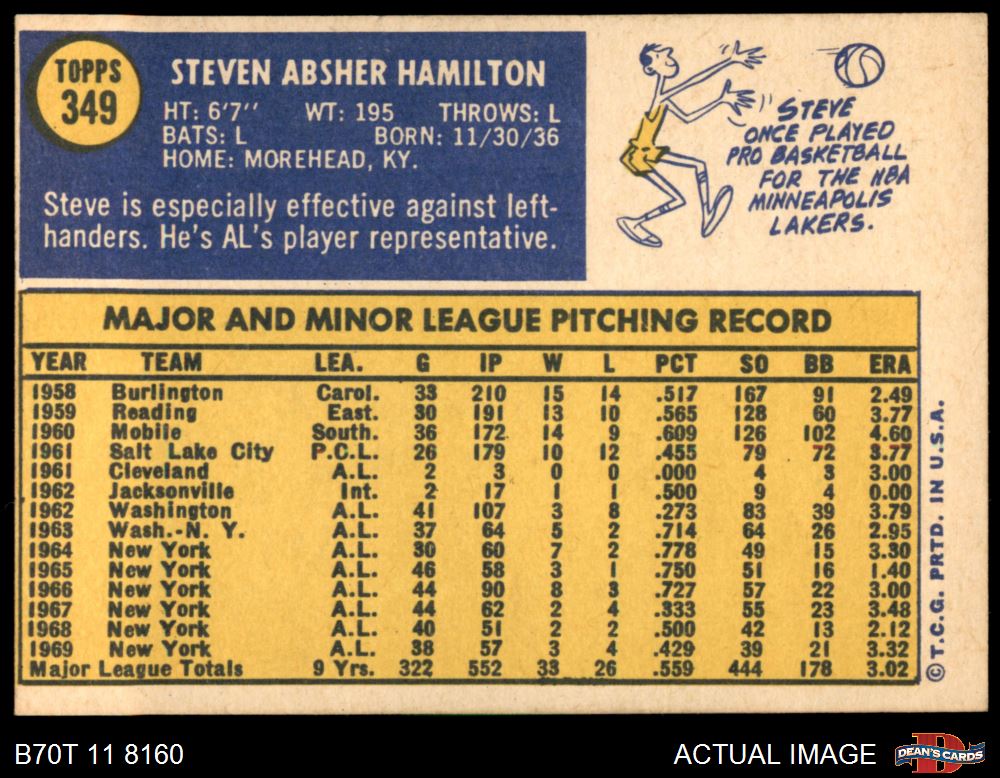 TOPPS
349
STEVEN ABSHER HAMILTON
HT: 6'7'' WT: 195 THROWS: L
BATS: L BORN: 11/30/36
HOME: MOREHEAD, KY.
Steve is especially effective against left-
handers. He's AL's player representative.
STEVE
ONCE PLAYED
PRO BASKETBALL
FOR THE NBA
MINNEAPOLIS
LAKERS.
MAJOR AND MINOR LEAGUE PITCHING RECORD
YEAR TEAM LEA. G IP W L PCT SO BB ERA
1958 Burlington Carol. 33 210 15 14 .517 167 91 2.49
1959 Reading East. 30 191 13 10 .565 128 60 3.77
1960 Mobile South. 36 172 14 9 .609 126 102 4.60
1961 Salt Lake City P.C.L. 26 179 10 12 .455 79 72 3.77
1961 Cleveland A.L. 2 3 0 0 .000 4 3 3.00
1962 Jacksonville Int. 2 17 1 1 .500 9 4 0.00
1962 Washington A.L. 41 107 3 8 .273 83 39 3.79
1963 Wash.-N. Y. A.L. 37 64 5 2 .714 64 26 2.95
1964 New York A.L. 30 60 7 2 .778 49 15 3.30
1965 New York A.L. 46 58 3 1 .750 51 16 1.40
1966 New York A.L. 44 90 8 3 .727 57 22 3.00
1967 New York A.L. 44 62 2 4 .333 55 23 3.48
1968 New York A.L. 40 51 2 2 .500 42 13 2.12
1969 New York A.L. 38 57 3 4 .429 39 21 3.32
Major League Totals 9 Yrs. 322 552 33 26 .559 444 178 3.02
©T.C.G. PRTD. IN U.S.A.
B70T 11 8160
ACTUAL IMAGE
DEAN'S CARDS